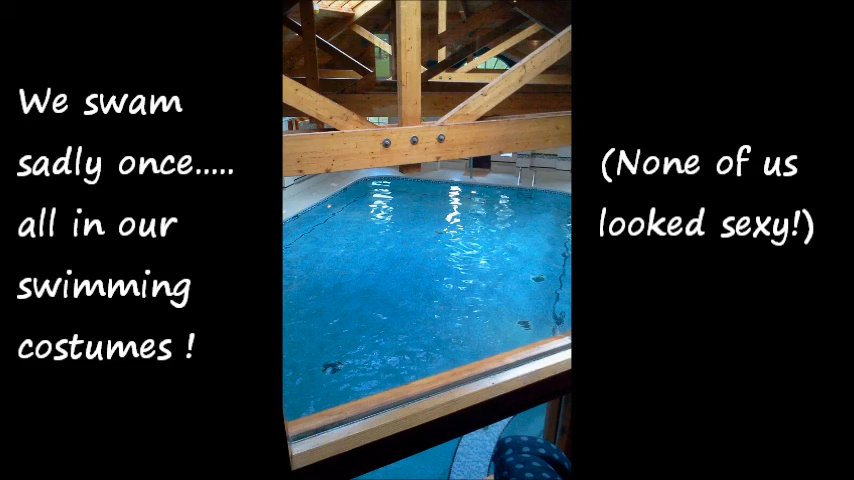 We swam
sadly once.....
all in our
swimming
costumes !
(None of us
looked sexy!)